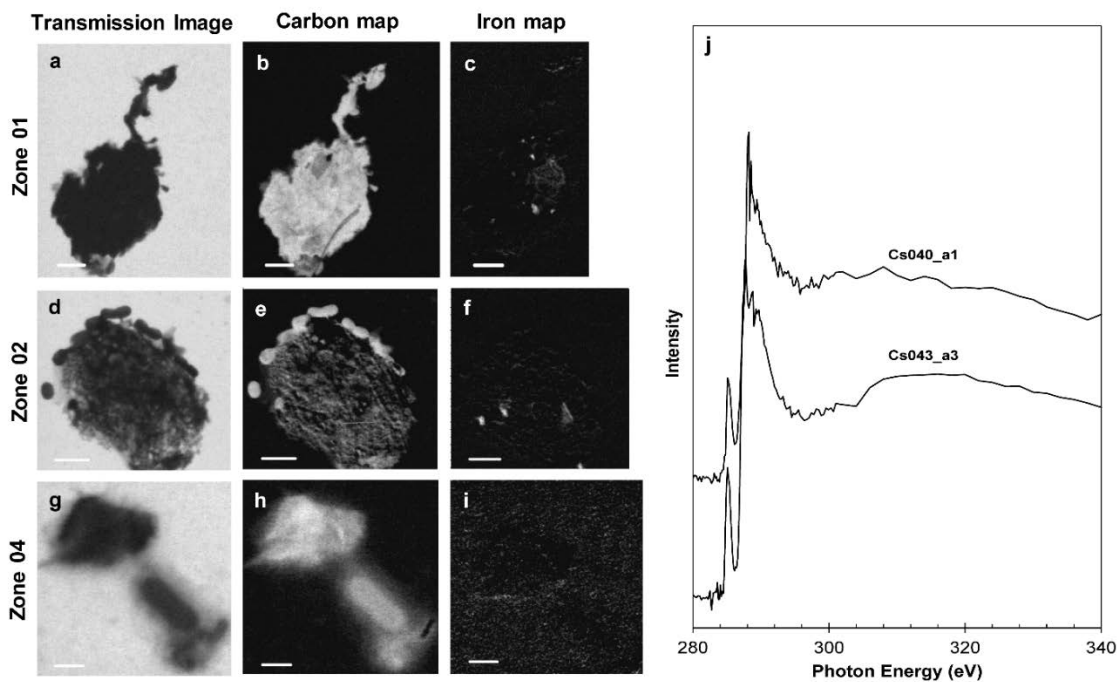 Transmission Image Carbon map Iron map
Zone 01
a b c
Zone 02
d e f
Zone 04
g h i
j
Cs040_a1
Cs043_a3
Intensity
280 300 320 340
Photon Energy (eV)